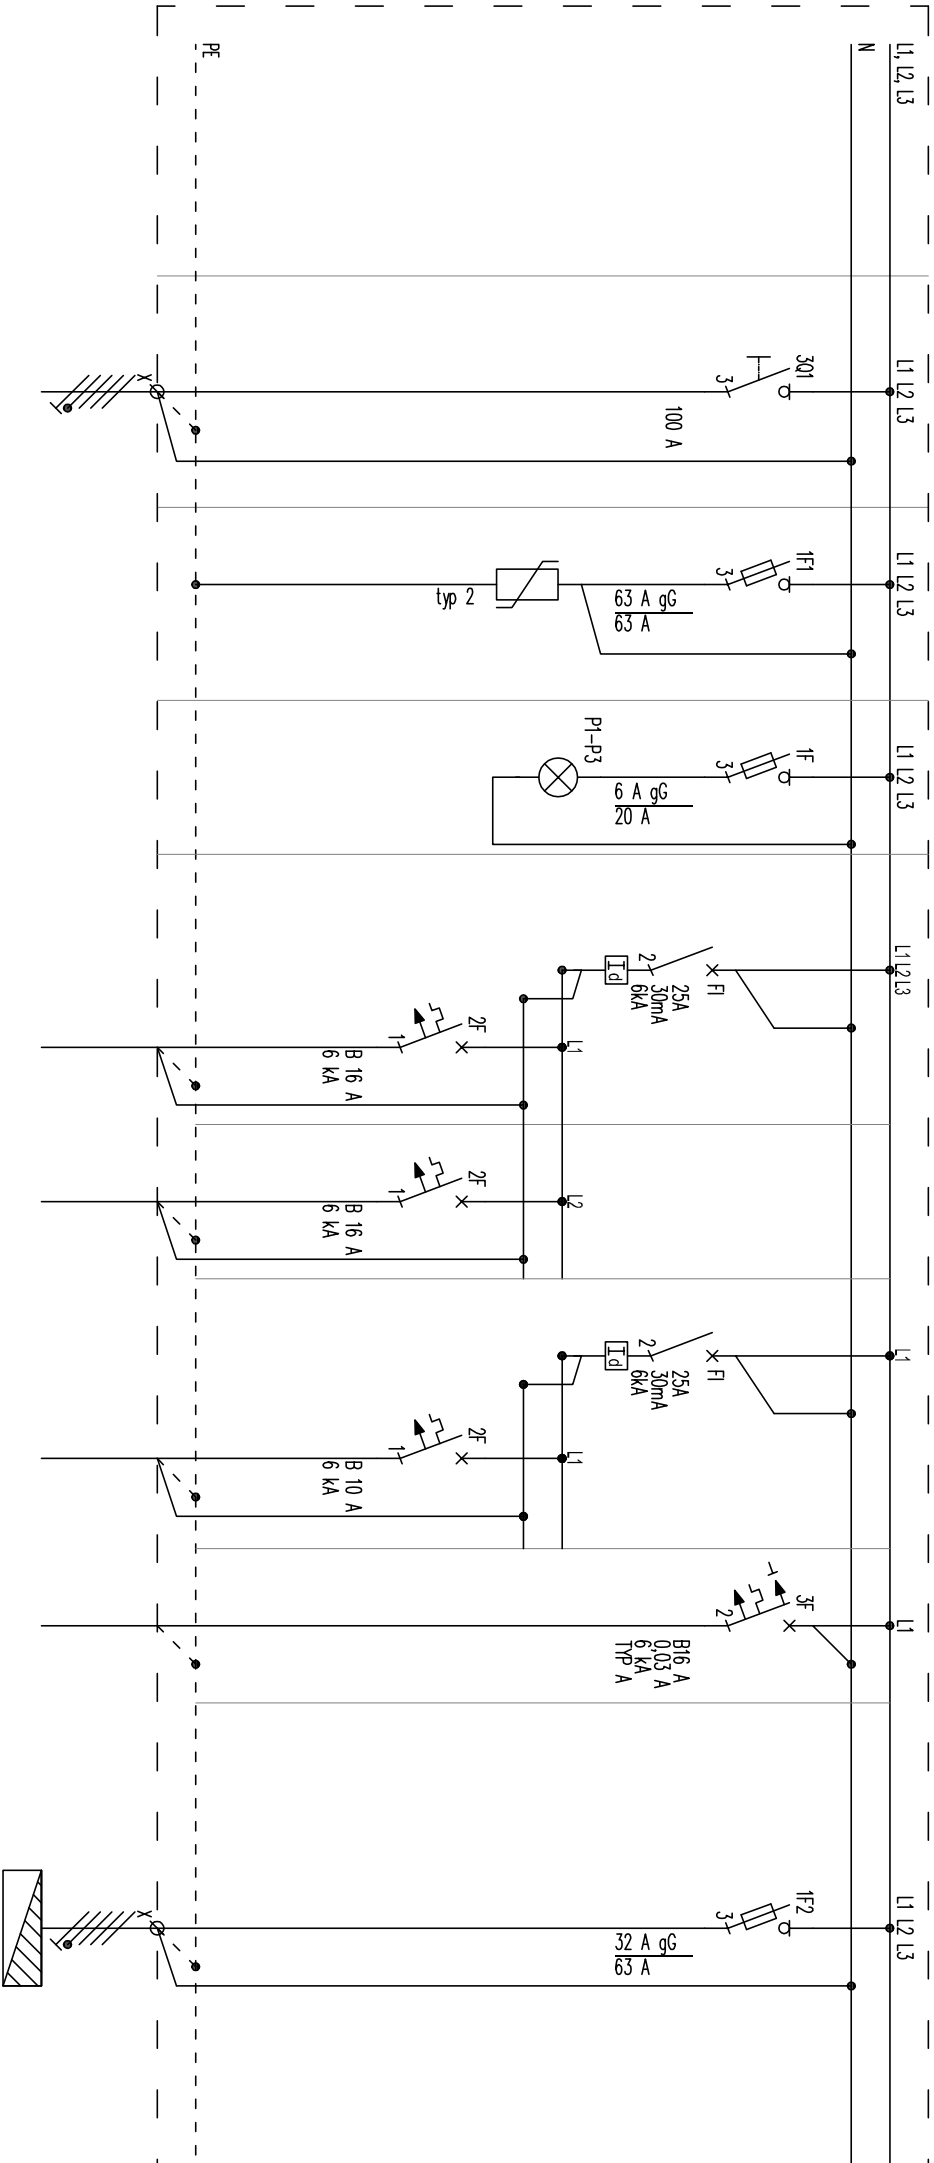 L1, L2, L3
N
PE
L1 L2 L3
3Q1
3
100 A
X
L1 L2 L3
1F1
3
63 A gG
63 A
typ 2
L1 L2 L3
1F
3
6 A gG
20 A
P1-P3
L1 L2 L3
FI
2
25A
30mA
6kA
Id
L1
2F
1
B 16 A
6 kA
L2
2F
1
B 16 A
6 kA
L1
FI
2
25A
30mA
6kA
Id
L1
2F
1
B 10 A
6 kA
L1
3F
2
B16 A
0,03 A
6 kA
TYP A
L1 L2 L3
1F2
3
32 A gG
63 A
X